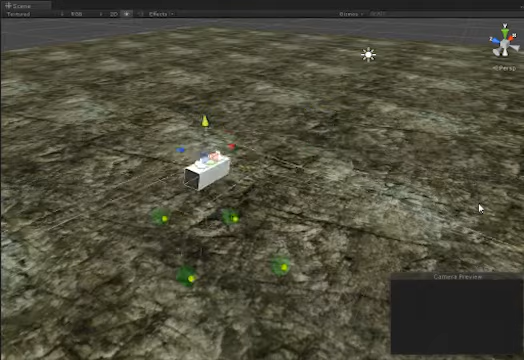 Scene
Textured
RGB
2D
Effects
Gizmos
Persp
Camera Preview